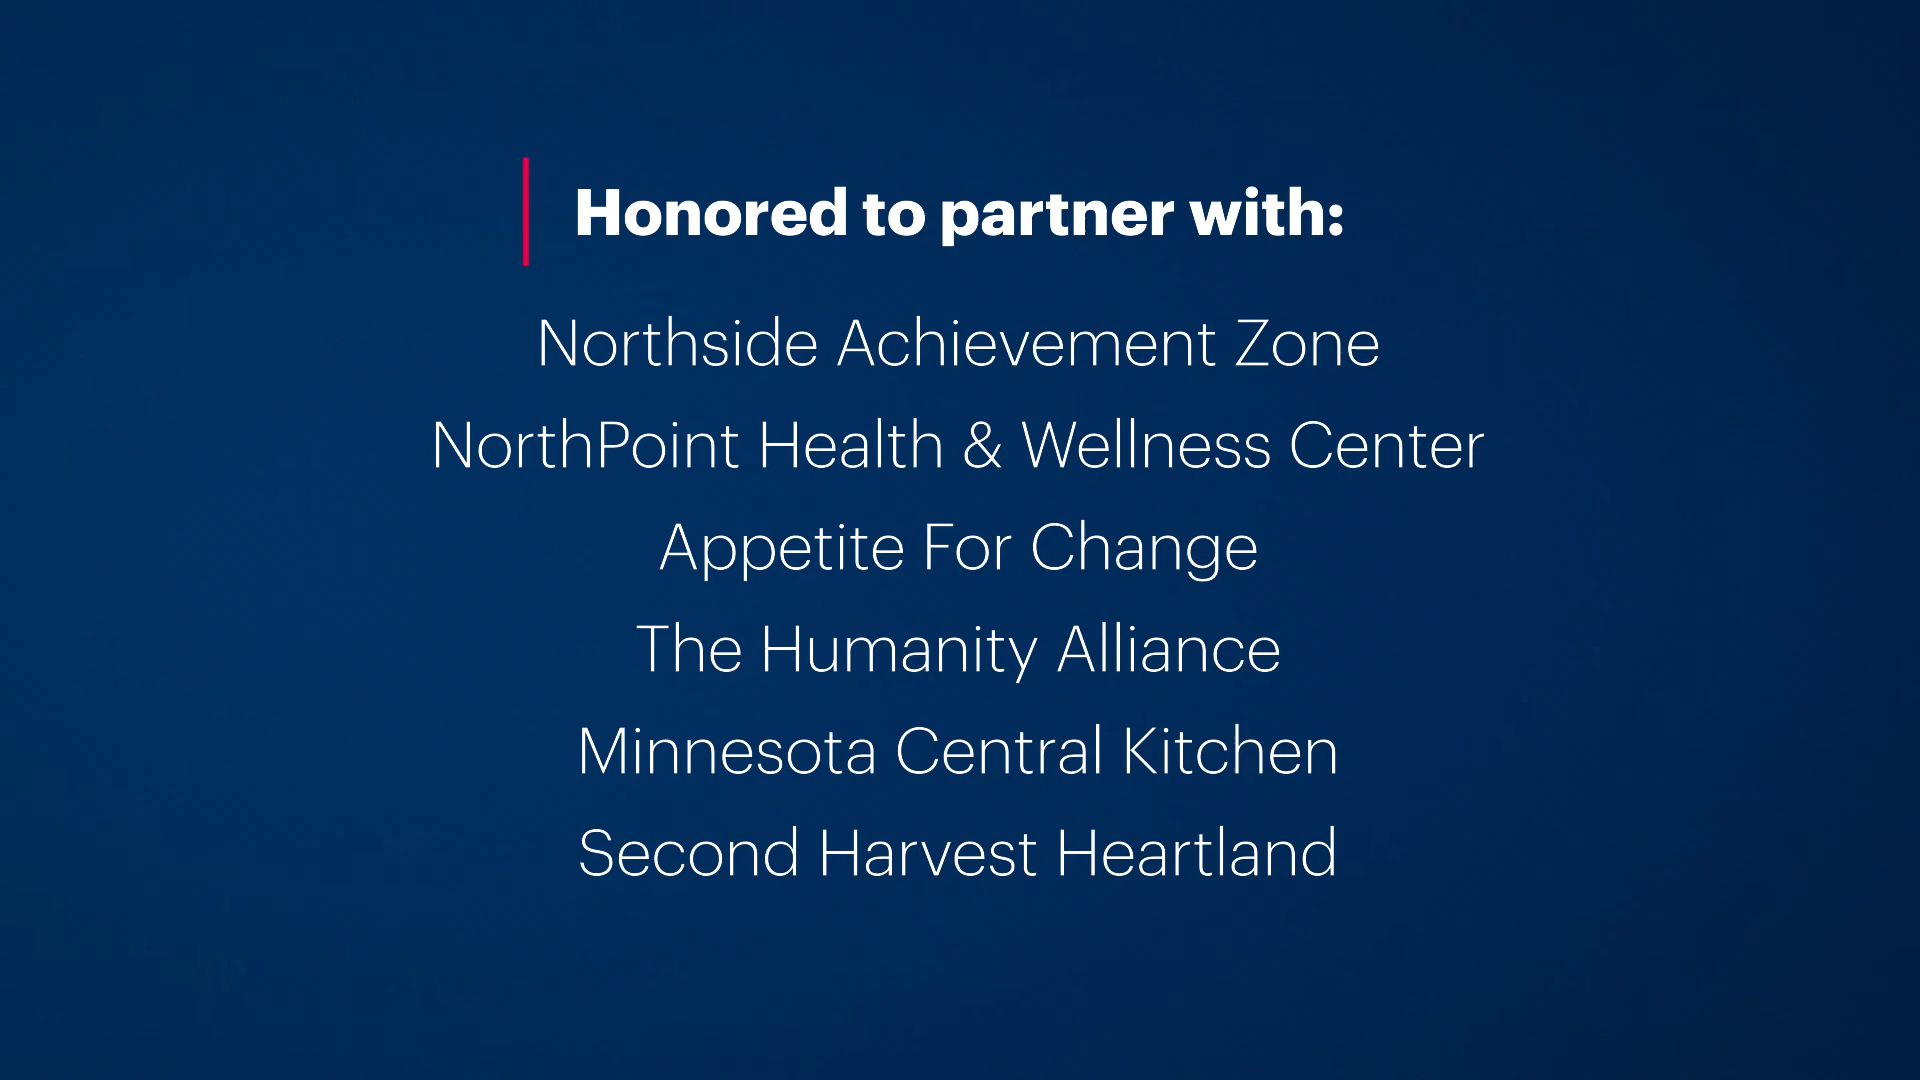 Honored to partner with:
Northside Achievement Zone
NorthPoint Health & Wellness Center
Appetite For Change
The Humanity Alliance
Minnesota Central Kitchen
Second Harvest Heartland